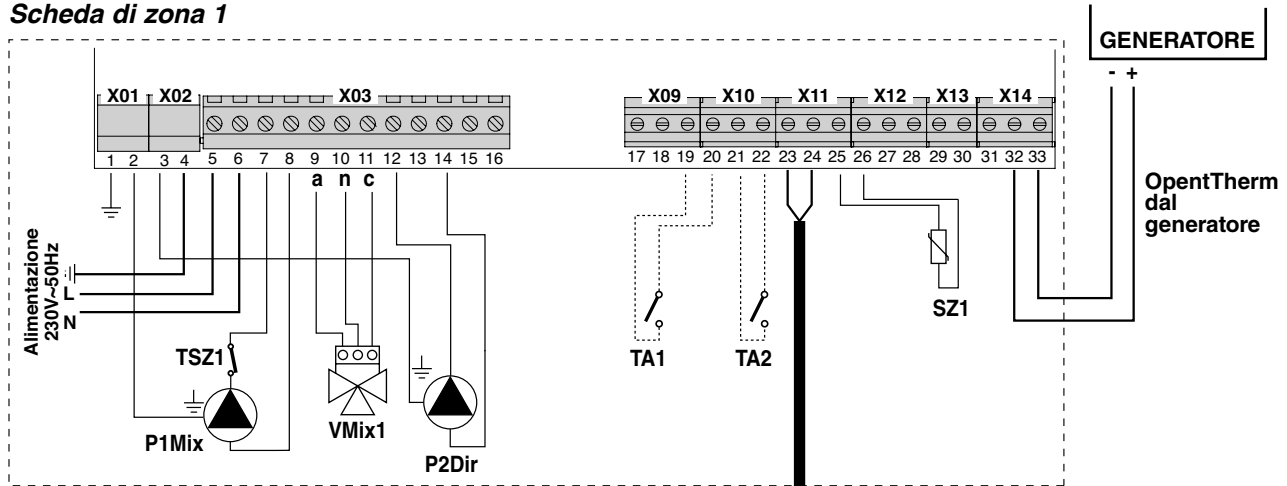 Scheda di zona 1
GENERATORE
- +
X01 X02 X03 X09 X10 X11 X12 X13 X14
1 2 3 4 5 6 7 8 9 10 11 12 13 14 15 16 17 18 19 20 21 22 23 24 25 26 27 28 29 30 31 32 33
a n c
OpentTherm
dal
generatore
Alimentazione
230V~50Hz
L
N
TSZ1
P1Mix
VMix1
P2Dir
TA1
TA2
SZ1